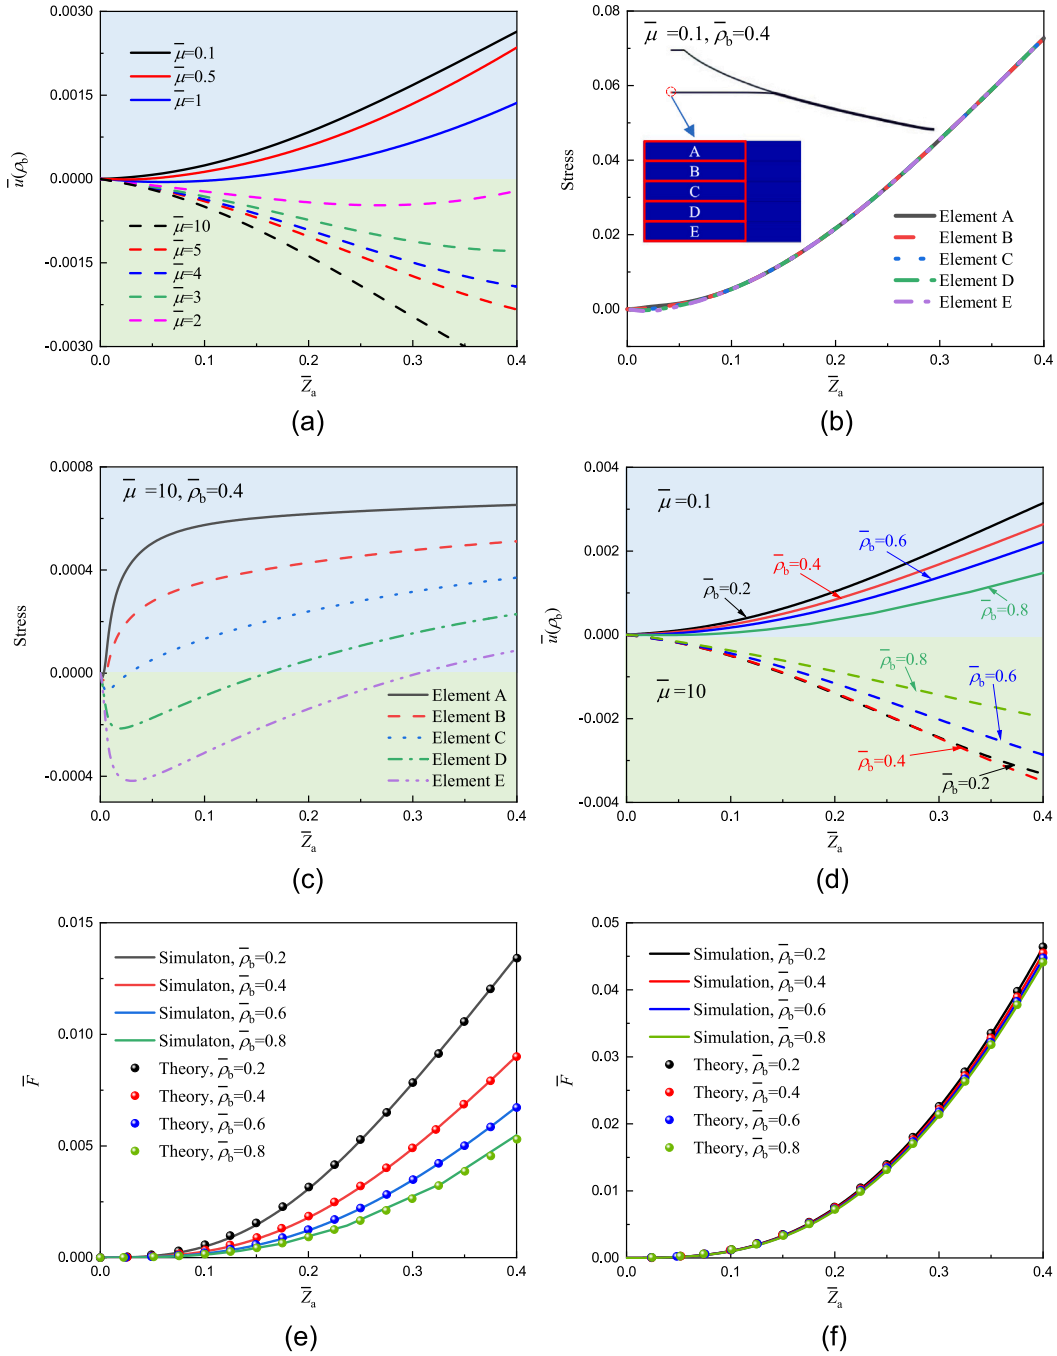 0.0030
0.0015
0.0000
-0.0015
-0.0030
u̅(ρb)
μ̅=0.1
μ̅=0.5
μ̅=1
μ̅=10
μ̅=5
μ̅=4
μ̅=3
μ̅=2
0.0 0.1 0.2 0.3 0.4
Z̅a
(a)
0.08
0.06
0.04
0.02
0.00
Stress
μ̅ =0.1, ρ̅b=0.4
A
B
C
D
E
Element A
Element B
Element C
Element D
Element E
0.0 0.1 0.2 0.3 0.4
Z̅a
(b)
0.0008
0.0004
0.0000
-0.0004
Stress
μ̅ =10, ρ̅b=0.4
Element A
Element B
Element C
Element D
Element E
0.0 0.1 0.2 0.3 0.4
Z̅a
(c)
0.004
0.002
0.000
-0.002
-0.004
u̅(ρb)
μ̅=0.1
ρ̅b=0.6
ρ̅b=0.4
ρ̅b=0.2
ρ̅b=0.8
μ̅=10
ρ̅b=0.8
ρ̅b=0.6
ρ̅b=0.4
ρ̅b=0.2
0.0 0.1 0.2 0.3 0.4
Z̅a
(d)
0.015
0.010
0.005
0.000
F̅
Simulaton, ρ̅b=0.2
Simulaton, ρ̅b=0.4
Simulaton, ρ̅b=0.6
Simulaton, ρ̅b=0.8
Theory, ρ̅b=0.2
Theory, ρ̅b=0.4
Theory, ρ̅b=0.6
Theory, ρ̅b=0.8
0.0 0.1 0.2 0.3 0.4
Z̅a
(e)
0.05
0.04
0.03
0.02
0.01
0.00
F̅
Simulation, ρ̅b=0.2
Simulation, ρ̅b=0.4
Simulation, ρ̅b=0.6
Simulation, ρ̅b=0.8
Theory, ρ̅b=0.2
Theory, ρ̅b=0.4
Theory, ρ̅b=0.6
Theory, ρ̅b=0.8
0.0 0.1 0.2 0.3 0.4
Z̅a
(f)